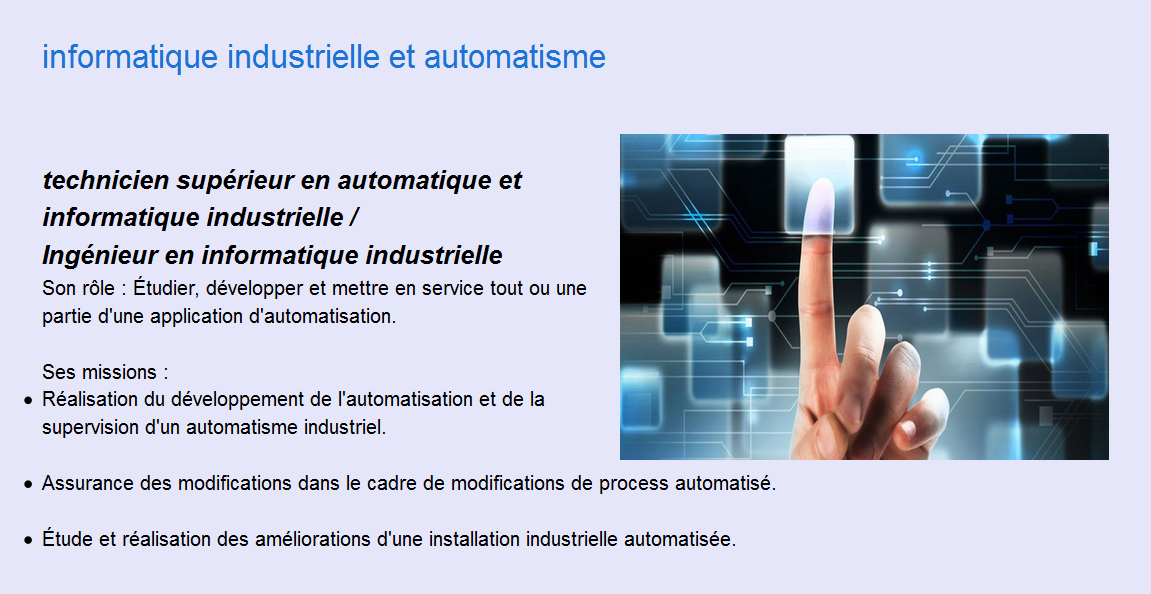 informatique industrielle et automatisme
technicien supérieur en automatique et
informatique industrielle /
Ingénieur en informatique industrielle
Son rôle : Étudier, développer et mettre en service tout ou une
partie d'une application d'automatisation.
Ses missions :
• Réalisation du développement de l'automatisation et de la
supervision d'un automatisme industriel.
• Assurance des modifications dans le cadre de modifications de process automatisé.
• Étude et réalisation des améliorations d'une installation industrielle automatisée.